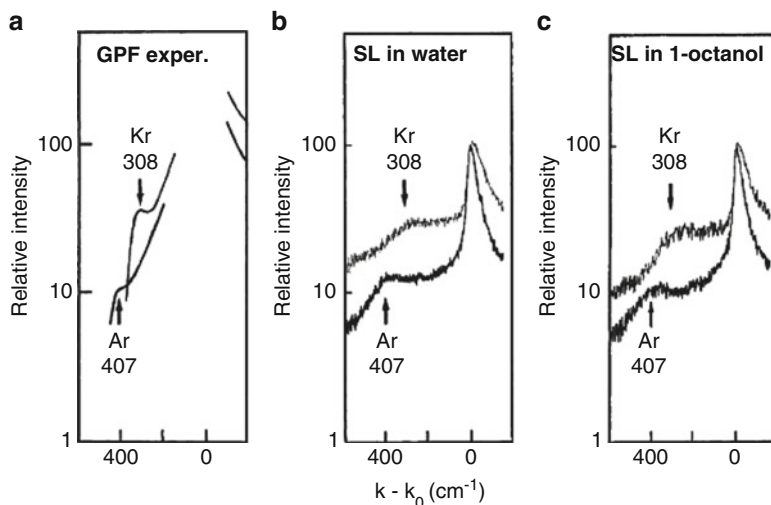 a
GPF exper.
Relative intensity
100
10
1
Kr
308
Ar
407
400
0
b
SL in water
Relative intensity
100
10
1
Kr
308
Ar
407
400
0
k - k0 (cm-1)
c
SL in 1-octanol
Relative intensity
100
10
1
Kr
308
Ar
407
400
0